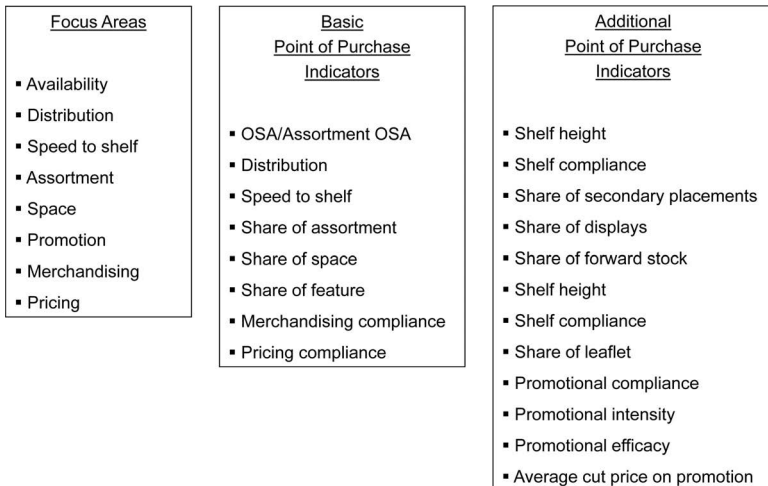 Focus Areas
▪ Availability
▪ Distribution
▪ Speed to shelf
▪ Assortment
▪ Space
▪ Promotion
▪ Merchandising
▪ Pricing
Basic
Point of Purchase
Indicators
▪ OSA/Assortment OSA
▪ Distribution
▪ Speed to shelf
▪ Share of assortment
▪ Share of space
▪ Share of feature
▪ Merchandising compliance
▪ Pricing compliance
Additional
Point of Purchase
Indicators
▪ Shelf height
▪ Shelf compliance
▪ Share of secondary placements
▪ Share of displays
▪ Share of forward stock
▪ Shelf height
▪ Shelf compliance
▪ Share of leaflet
▪ Promotional compliance
▪ Promotional intensity
▪ Promotional efficacy
▪ Average cut price on promotion